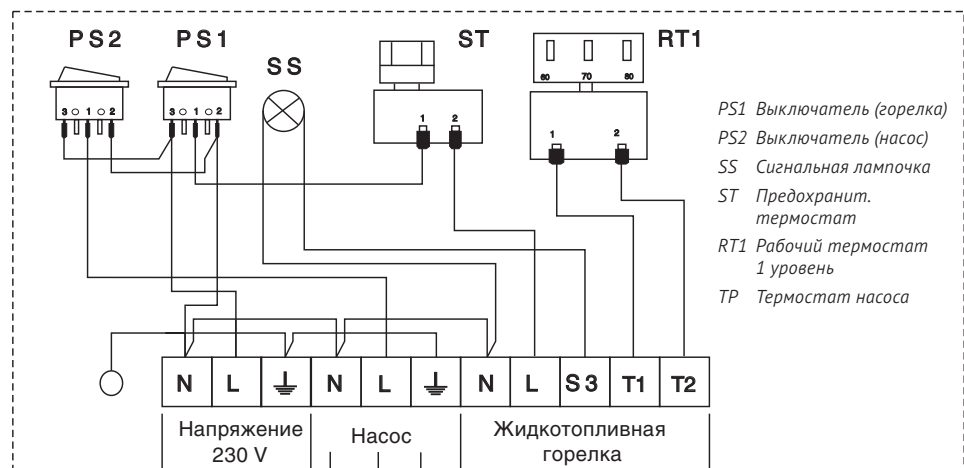 PS2 PS1 SS ST RT1
60 70 80
3 1 2 3 1 2 1 2 1 2
PS1 Выключатель (горелка)
PS2 Выключатель (насос)
SS Сигнальная лампочка
ST Предохранит.
термостат
RT1 Рабочий термостат
1 уровень
TP Термостат насоса
N L N L N L S3 T1 T2
Напряжение
230 V
Насос
Жидкотопливная
горелка